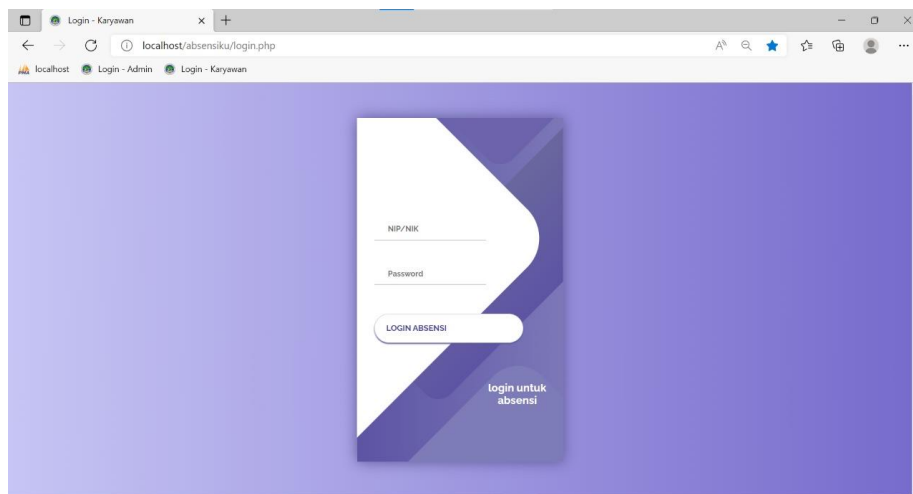 Login - Karyawan
localhost/absensiku/login.php
localhost Login - Admin Login - Karyawan
NIP/NIK
Password
LOGIN ABSENSI
login untuk
absensi